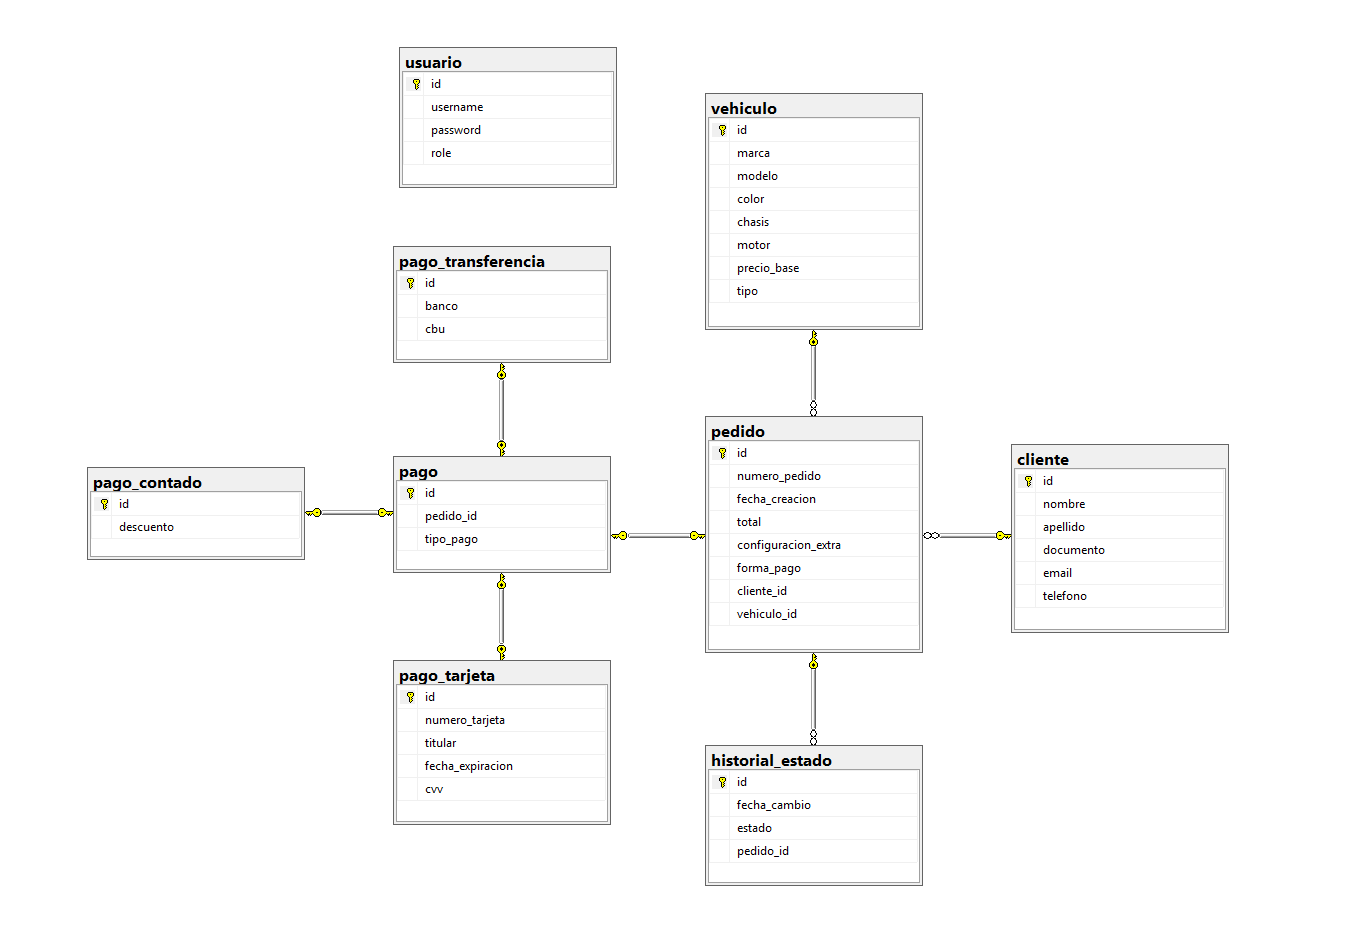 usuario
id
username
password
role
vehiculo
id
marca
modelo
color
chasis
motor
precio_base
tipo
pago_transferencia
id
banco
cbu
pago_contado
id
descuento
pago
id
pedido_id
tipo_pago
pedido
id
numero_pedido
fecha_creacion
total
configuracion_extra
forma_pago
cliente_id
vehiculo_id
cliente
id
nombre
apellido
documento
email
telefono
pago_tarjeta
id
numero_tarjeta
titular
fecha_expiracion
cvv
historial_estado
id
fecha_cambio
estado
pedido_id